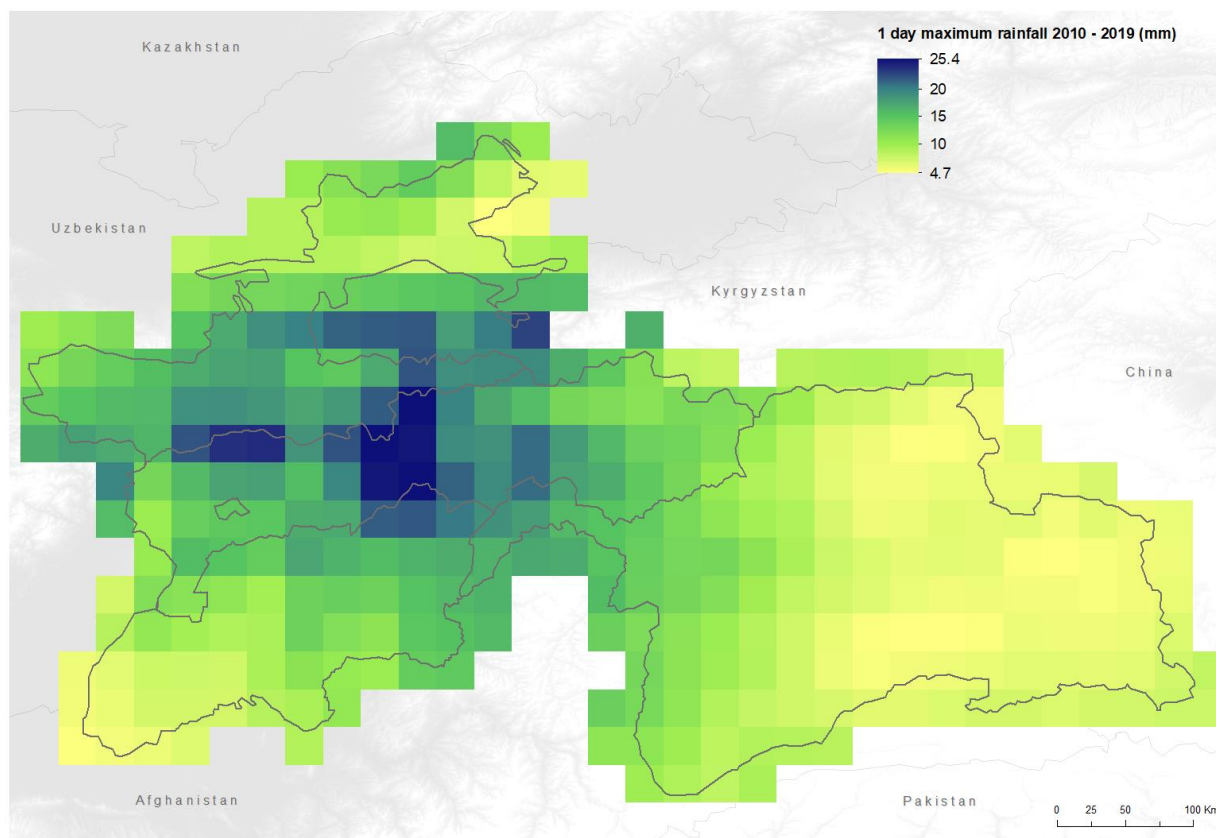 Kazakhstan
1 day maximum rainfall 2010 - 2019 (mm)
25.4
20
15
10
4.7
Uzbekistan
Kyrgyzstan
China
Afghanistan
Pakistan
0 25 50 100 Km